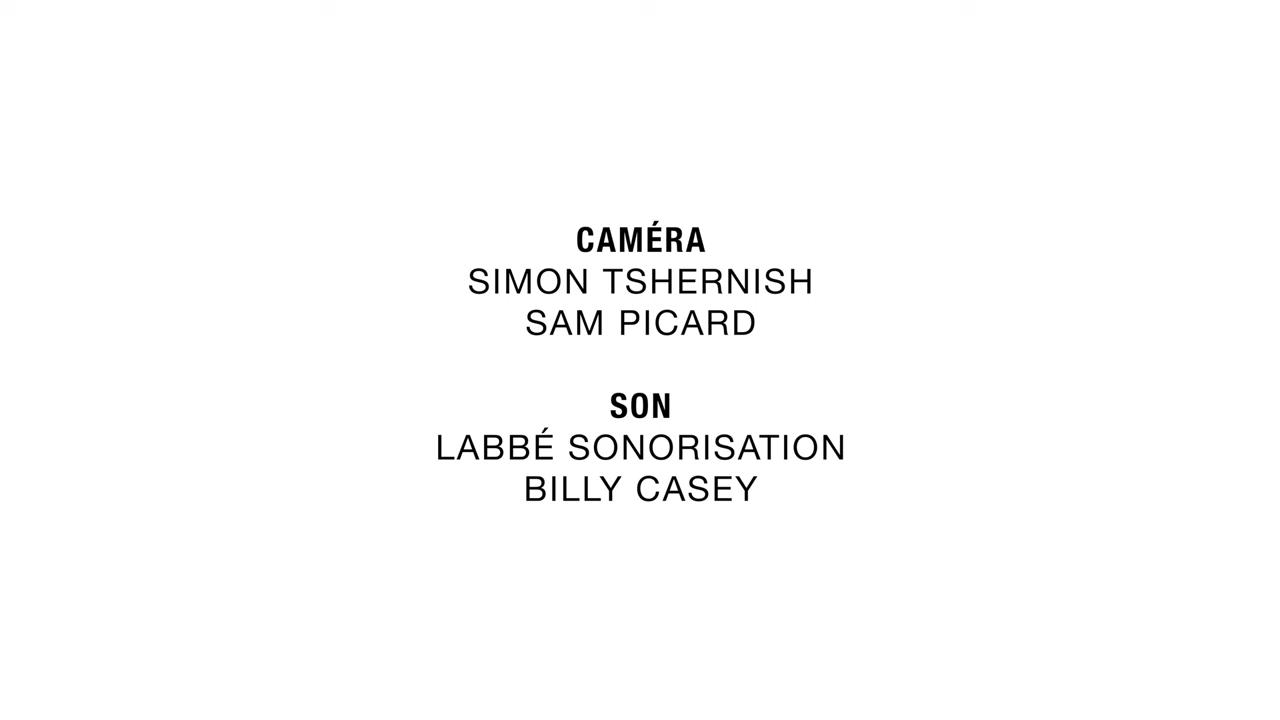 CAMÉRA
SIMON TSHERNISH
SAM PICARD
SON
LABBÉ SONORISATION
BILLY CASEY